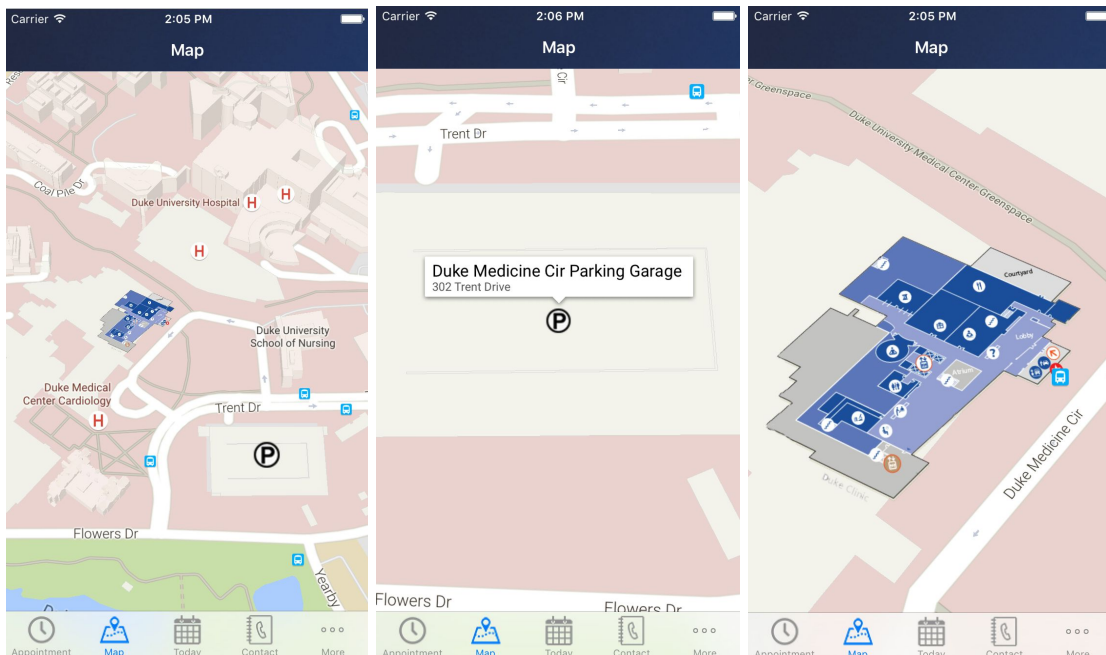 Carrier 2:05 PM
Map
Coal Pile Dr
Duke University Hospital H
H
H
Duke University
School of Nursing
Duke Medical
Center Cardiology
H
Trent Dr
P
Flowers Dr
Yearby
Appointment Map Today Contact More
Carrier 2:06 PM
Map
Cir
Trent Dr
Duke Medicine Cir Parking Garage
302 Trent Drive
P
Flowers Dr Flowers Dr
Appointment Map Today Contact More
Carrier 2:05 PM
Map
Greenspace
Duke University Medical Center Greenspace
Courtyard
Lobby
?
Atrium
Duke Clinic
Duke Medicine Cir
Appointment Map Today Contact More